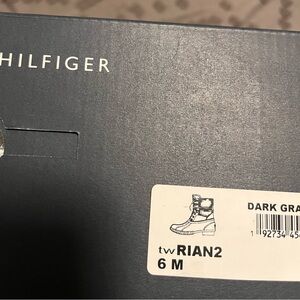 HILFIGER
DARK GRA
1 92734 45
twRIAN2
6 M